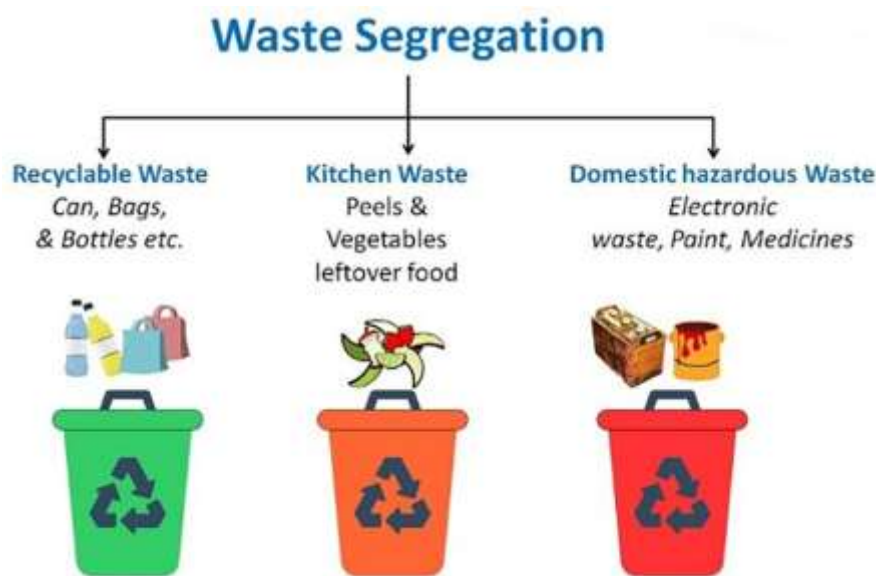 Waste Segregation
Recyclable Waste
Can, Bags,
& Bottles etc.
Kitchen Waste
Peels &
Vegetables
leftover food
Domestic hazardous Waste
Electronic
waste, Paint, Medicines